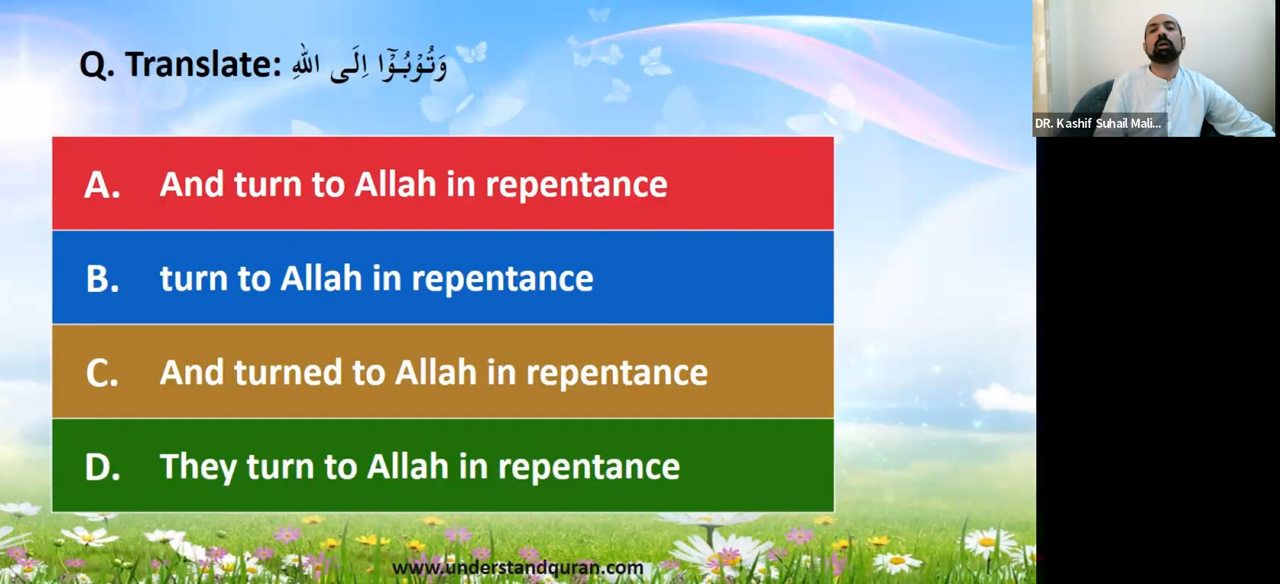 Q. Translate: وَتُوْبُوْٓا اِلَى اللّٰهِ
DR. Kashif Suhail Mali...
A. And turn to Allah in repentance
B. turn to Allah in repentance
C. And turned to Allah in repentance
D. They turn to Allah in repentance
www.understandquran.com